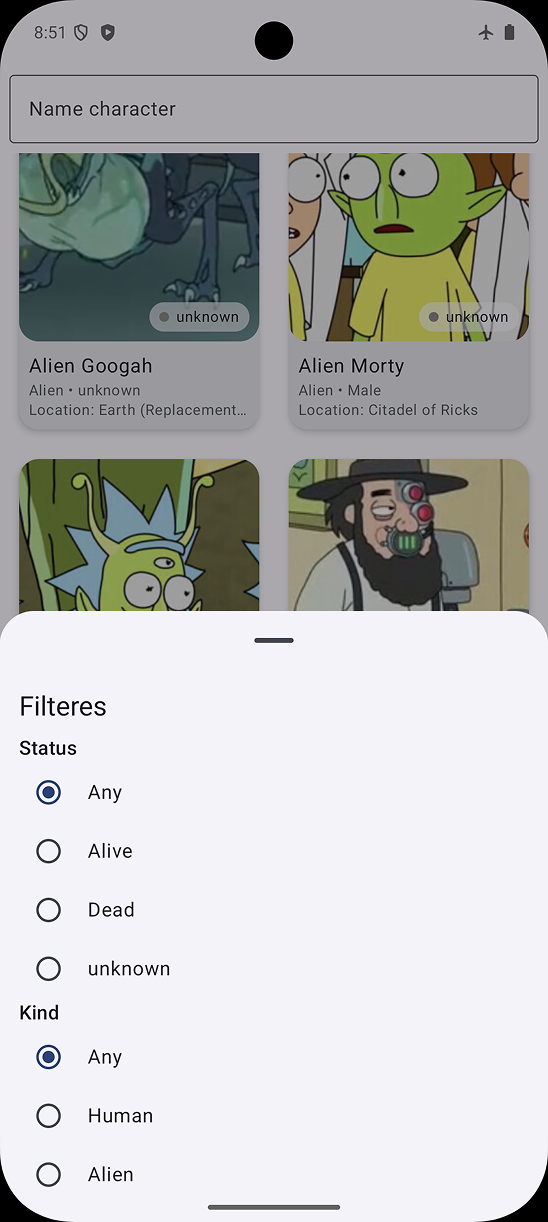 8:51
Name character
unknown
unknown
Alien Googah
Alien • unknown
Location: Earth (Replacement…
Alien Morty
Alien • Male
Location: Citadel of Ricks
Filteres
Status
Any
Alive
Dead
unknown
Kind
Any
Human
Alien